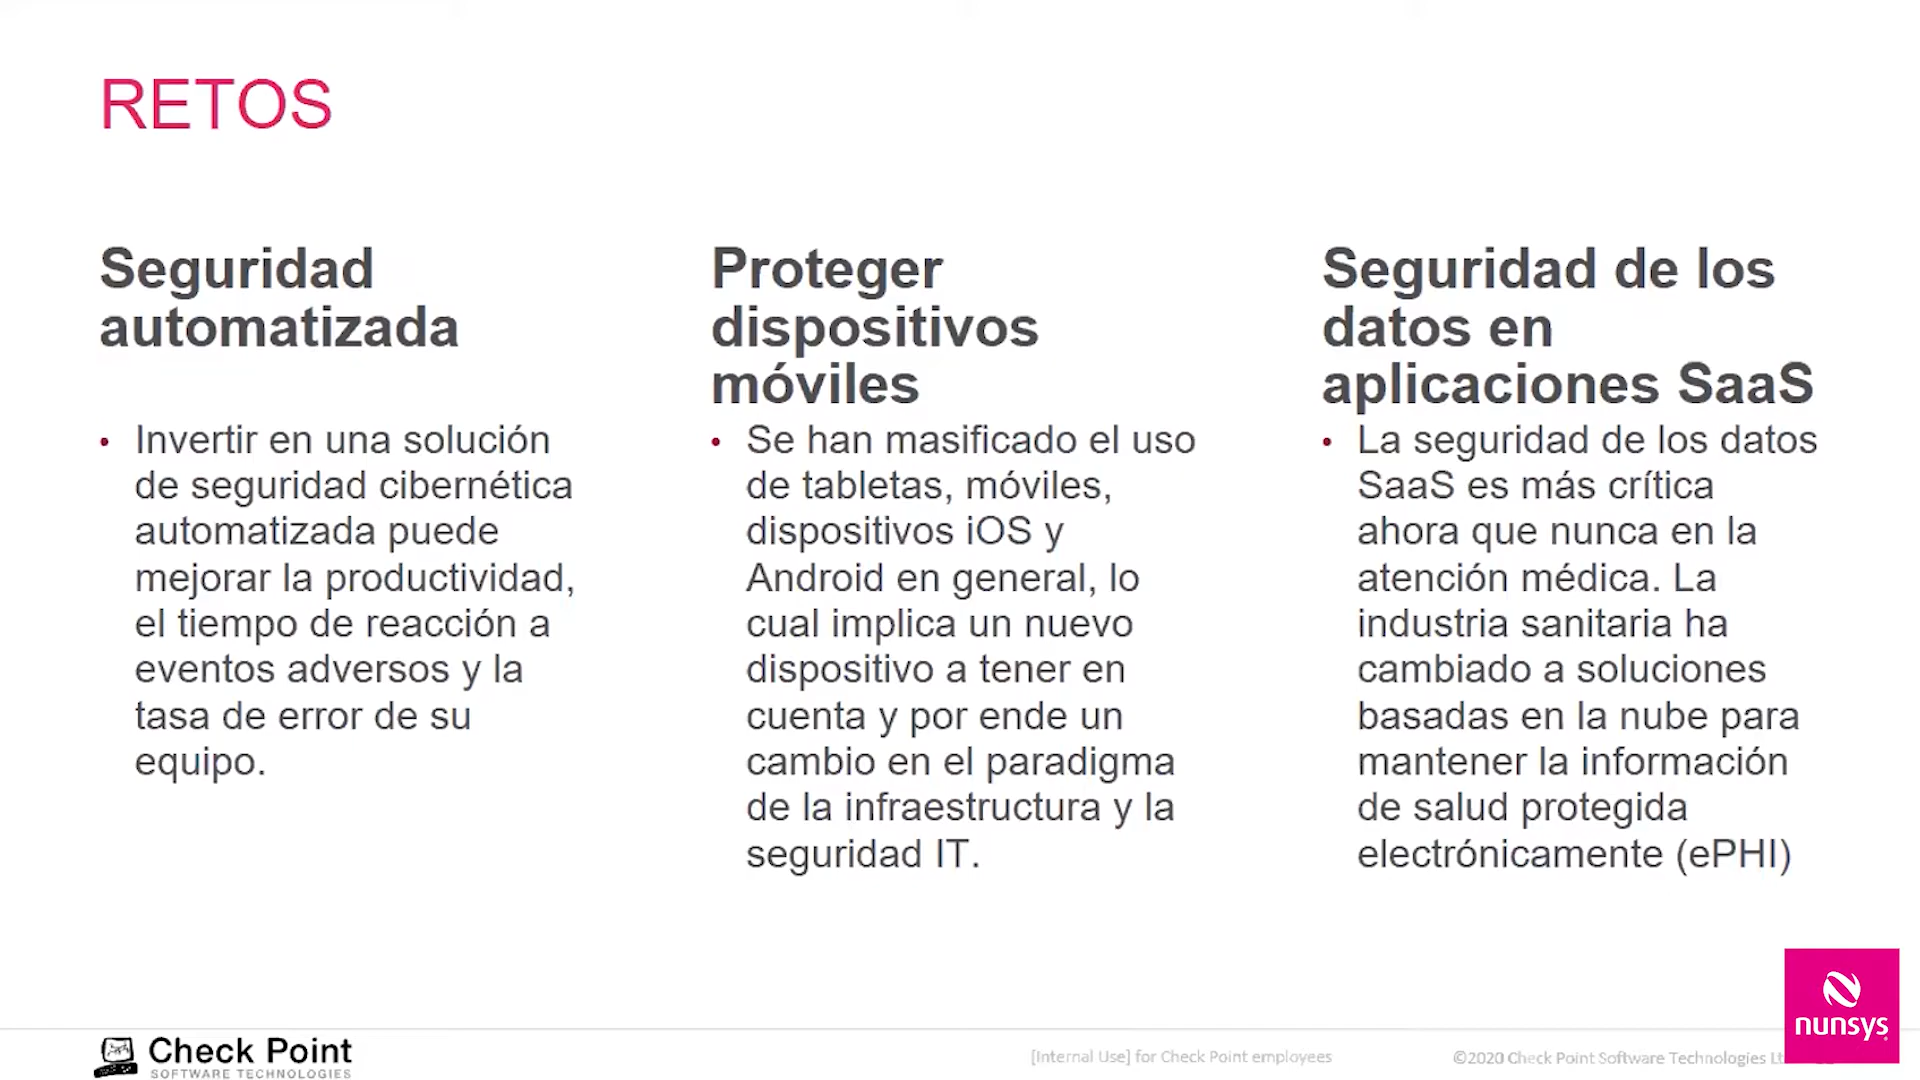 RETOS
Seguridad
automatizada
• Invertir en una solución
de seguridad cibernética
automatizada puede
mejorar la productividad,
el tiempo de reacción a
eventos adversos y la
tasa de error de su
equipo.
Proteger
dispositivos
móviles
• Se han masificado el uso
de tabletas, móviles,
dispositivos iOS y
Android en general, lo
cual implica un nuevo
dispositivo a tener en
cuenta y por ende un
cambio en el paradigma
de la infraestructura y la
seguridad IT.
Seguridad de los
datos en
aplicaciones SaaS
• La seguridad de los datos
SaaS es más crítica
ahora que nunca en la
atención médica. La
industria sanitaria ha
cambiado a soluciones
basadas en la nube para
mantener la información
de salud protegida
electrónicamente (ePHI)
Check Point
SOFTWARE TECHNOLOGIES
[Internal Use] for Check Point employees
©2020 Check Point Software Technologies
nunsys